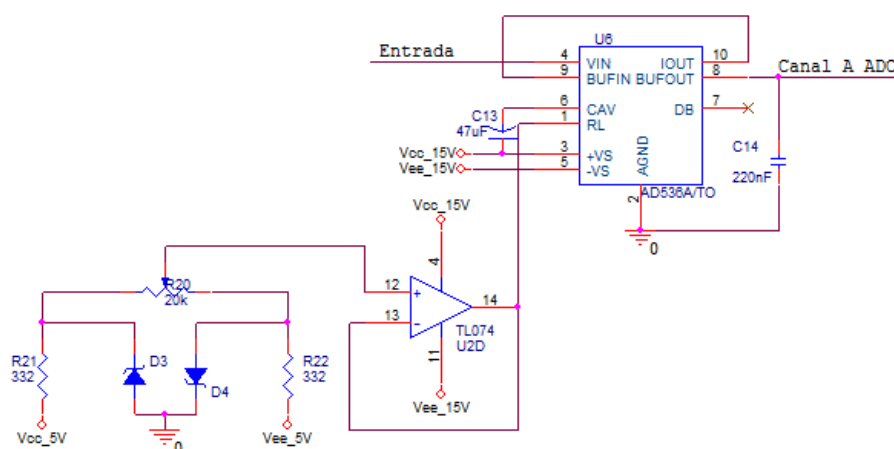 U6
Entrada
4
VIN
IOUT
10
9
BUFIN
BUFOUT
8
Canal A ADC
C13
47uF
6
CAV
DB
7
1
RL
Vcc_15V
3
+VS
Vee_15V
5
-VS
AGND
2
AD536A/TO
C14
220nF
0
Vcc_15V
4
R20
20k
12
+
14
13
-
TL074
U2D
11
Vee_15V
R21
332
D3
D4
R22
332
Vcc_5V
0
Vee_5V